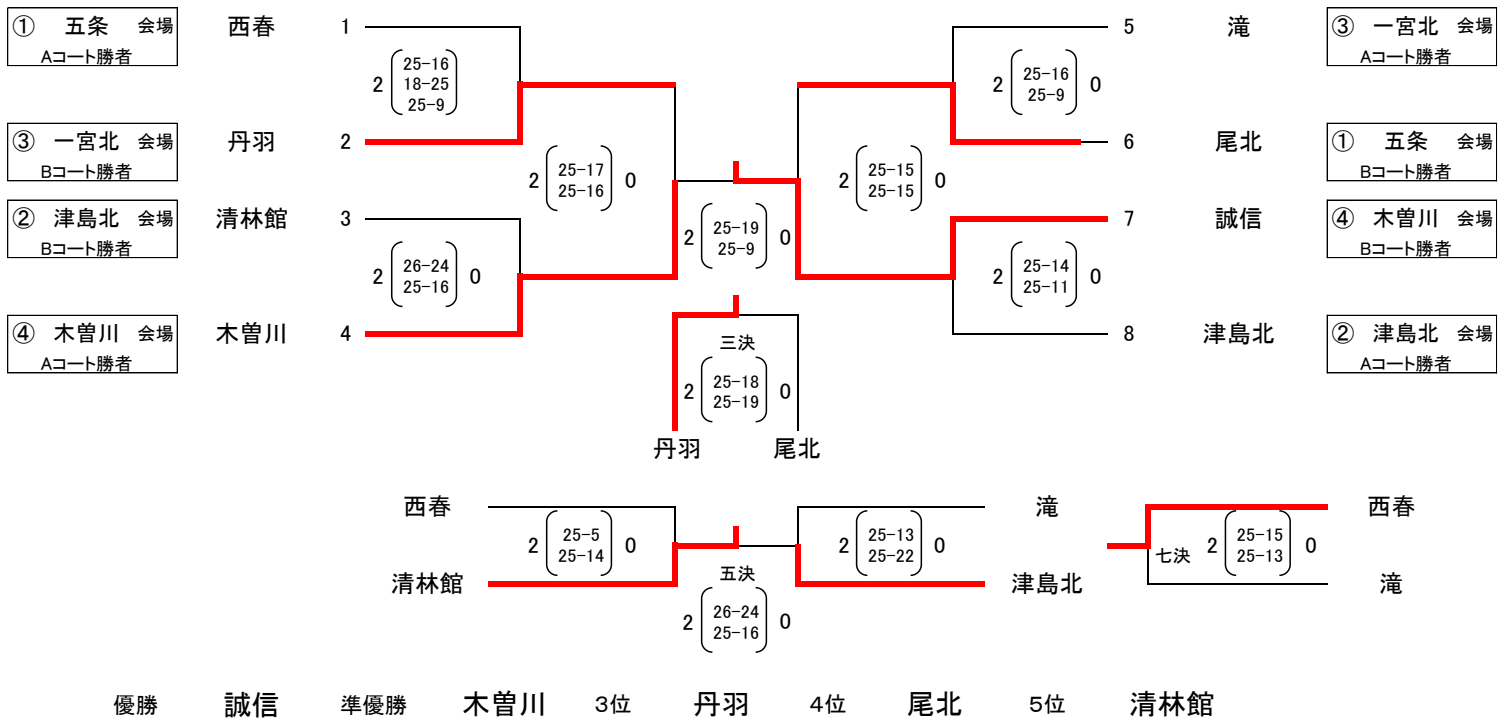 ① 五条 会場 西春 1 5 滝 ③ 一宮北 会場
Aコート勝者 Aコート勝者
2 25-16 18-25 25-9
2 25-16 25-9 0
③ 一宮北 会場 丹羽 2 6 尾北 ① 五条 会場
Bコート勝者 Bコート勝者
2 25-17 25-16 0
2 25-15 25-15 0
② 津島北 会場 清林館 3 7 誠信 ④ 木曽川 会場
Bコート勝者 Bコート勝者
2 25-19 25-9 0
2 26-24 25-16 0
2 25-14 25-11 0
④ 木曽川 会場 木曽川 4 8 津島北 ② 津島北 会場
Aコート勝者 Aコート勝者
三決
2 25-18 25-19 0
丹羽 尾北
西春 滝 西春
2 25-5 25-14 0
2 25-13 25-22 0
七決 2 25-15 25-13 0
清林館 五決 津島北 滝
2 26-24 25-16 0
優勝 誠信 準優勝 木曽川 3位 丹羽 4位 尾北 5位 清林館